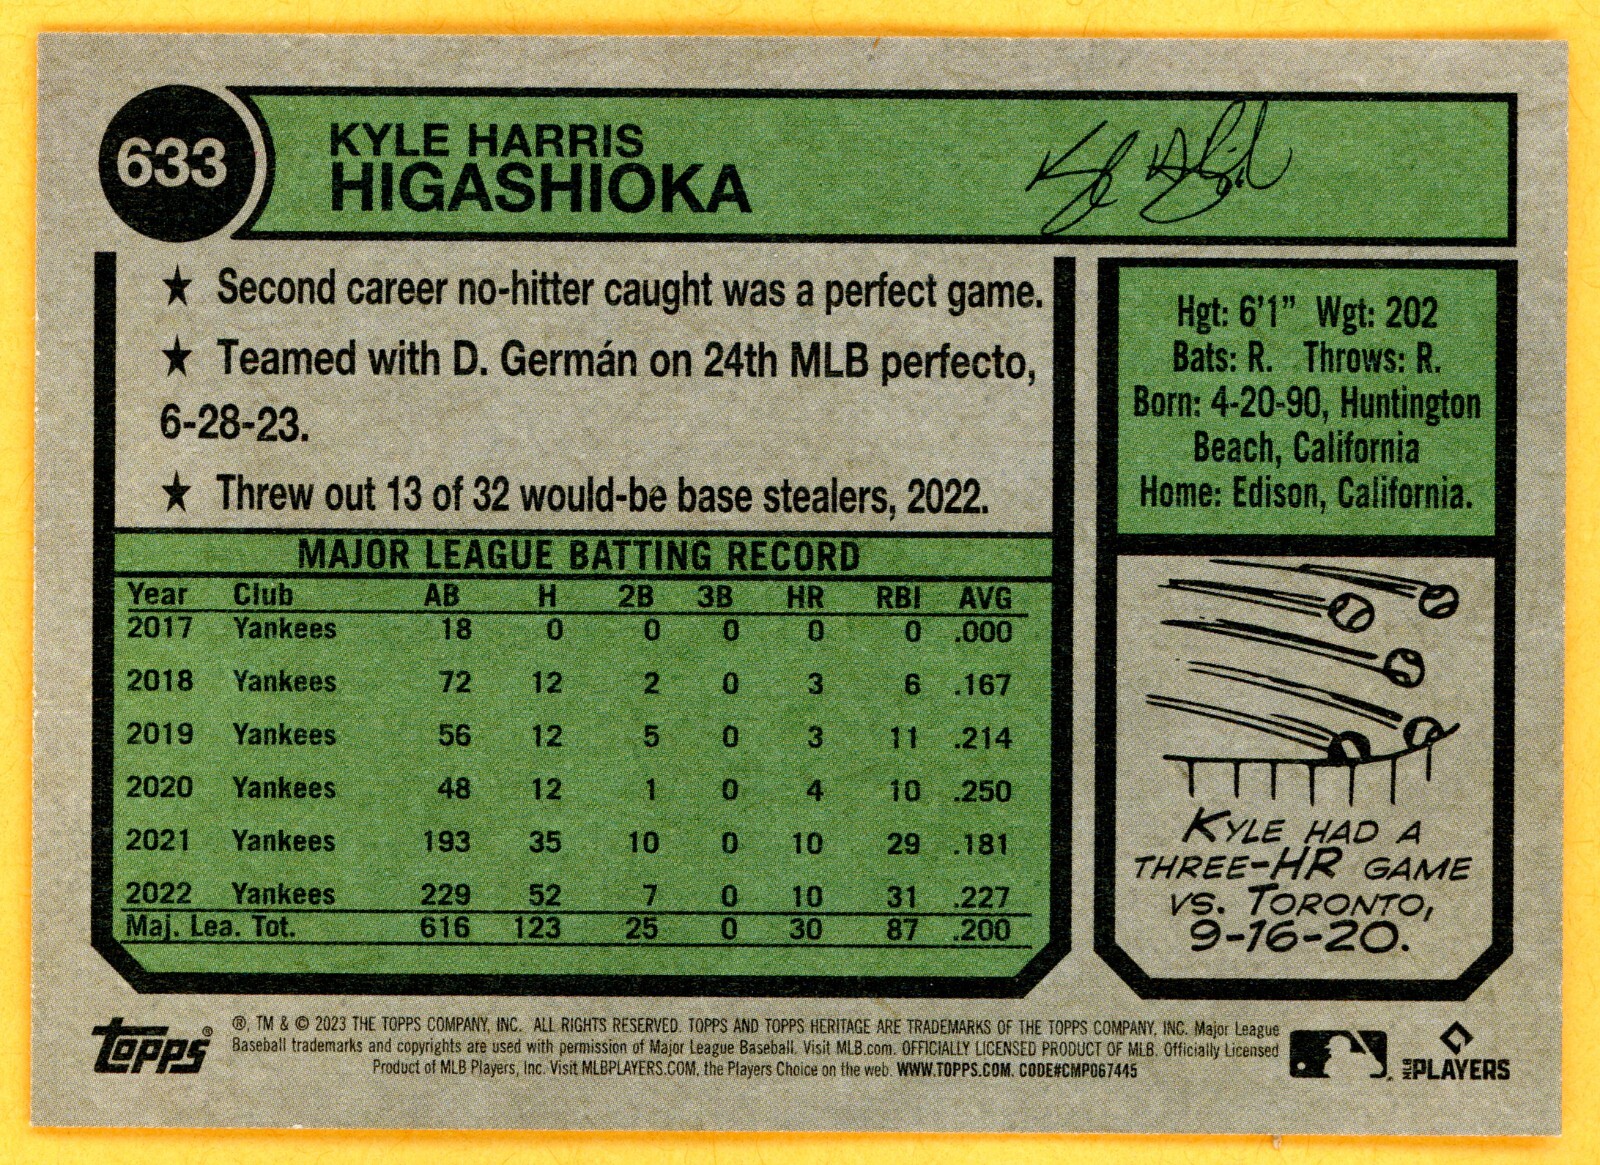 633
KYLE HARRIS
HIGASHIOKA
★ Second career no-hitter caught was a perfect game.
★ Teamed with D. Germán on 24th MLB perfecto,
6-28-23.
★ Threw out 13 of 32 would-be base stealers, 2022.
MAJOR LEAGUE BATTING RECORD
Year Club AB H 2B 3B HR RBI AVG
2017 Yankees 18 0 0 0 0 0 .000
2018 Yankees 72 12 2 0 3 6 .167
2019 Yankees 56 12 5 0 3 11 .214
2020 Yankees 48 12 1 0 4 10 .250
2021 Yankees 193 35 10 0 10 29 .181
2022 Yankees 229 52 7 0 10 31 .227
Maj. Lea. Tot. 616 123 25 0 30 87 .200
Hgt: 6'1" Wgt: 202
Bats: R. Throws: R.
Born: 4-20-90, Huntington
Beach, California
Home: Edison, California.
KYLE HAD A
THREE-HR GAME
VS. TORONTO,
9-16-20.
Topps®
®, TM & © 2023 THE TOPPS COMPANY, INC. ALL RIGHTS RESERVED. TOPPS AND TOPPS HERITAGE ARE TRADEMARKS OF THE TOPPS COMPANY, INC. Major League
Baseball trademarks and copyrights are used with permission of Major League Baseball. Visit MLB.com. OFFICIALLY LICENSED PRODUCT OF MLB. Officially Licensed
Product of MLB Players, Inc. Visit MLBPLAYERS.COM, the Players Choice on the web. WWW.TOPPS.COM. CODE#CMP067445
MLB PLAYERS